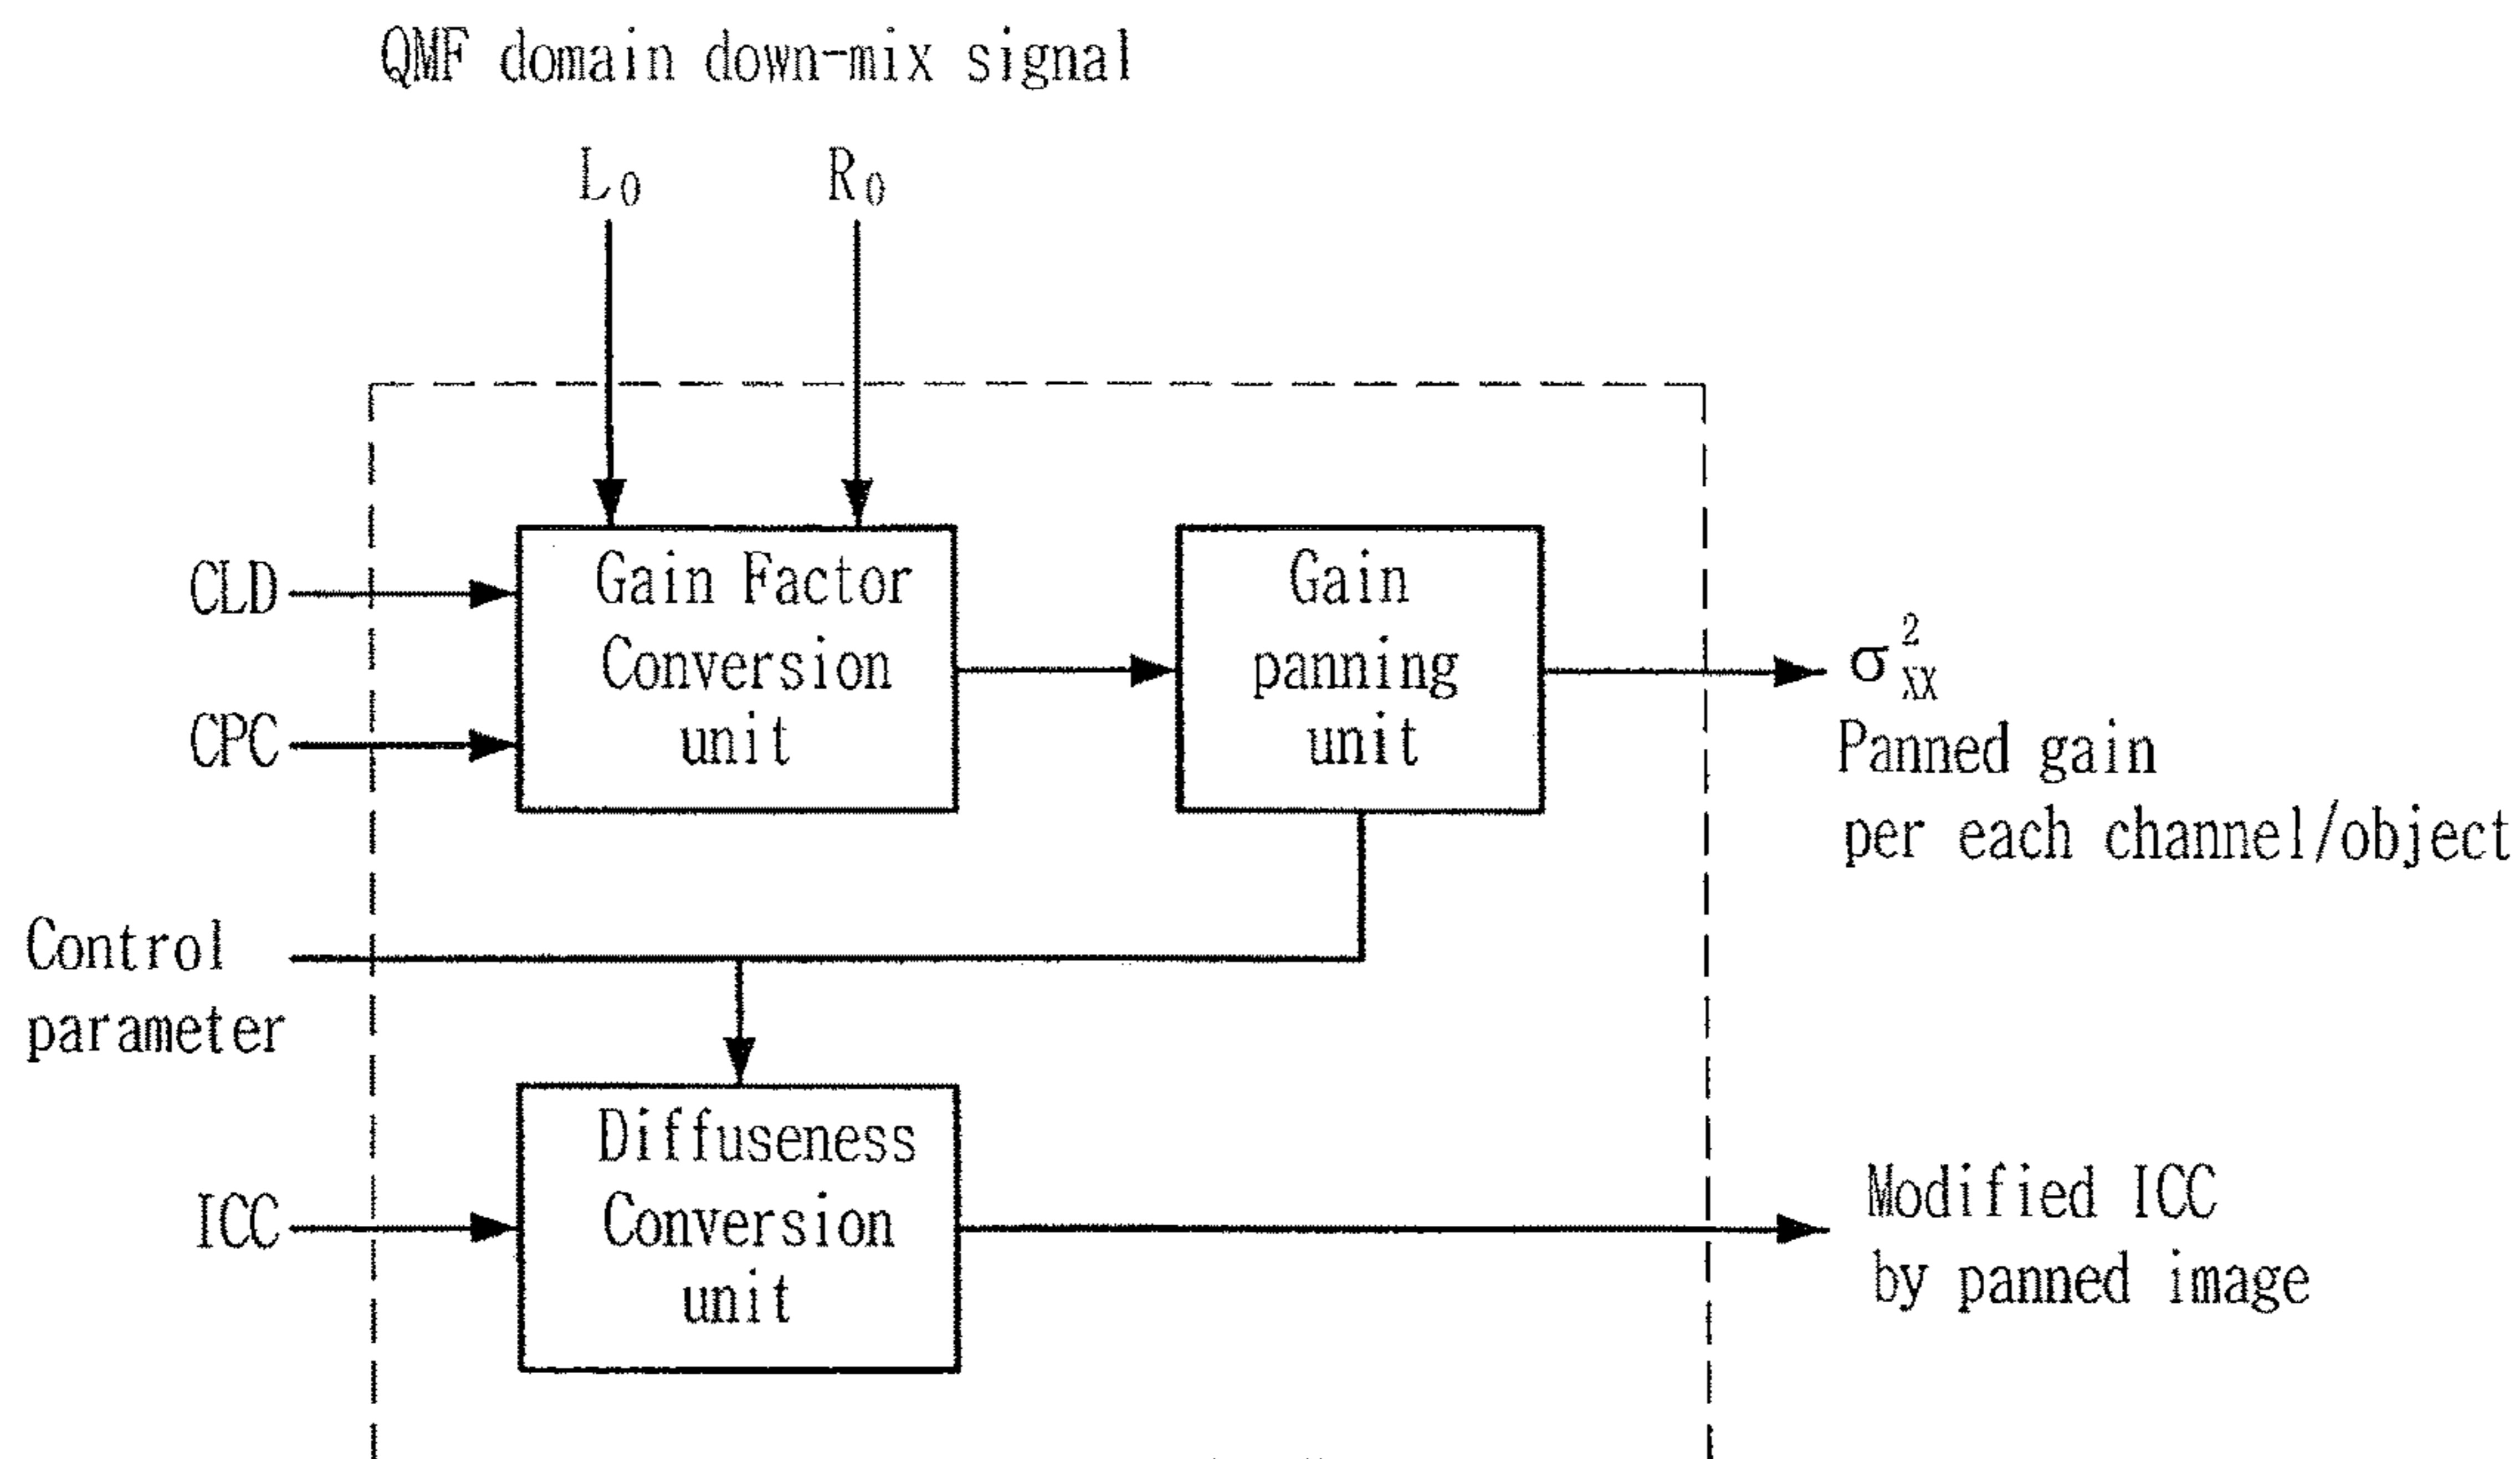 QMF domain down-mix signal
L0 R0
CLD
CPC
Gain Factor
Conversion
unit
Gain
panning
unit
σ²XX
Panned gain
per each channel/object
Control
parameter
ICC
Diffuseness
Conversion
unit
Modified ICC
by panned image